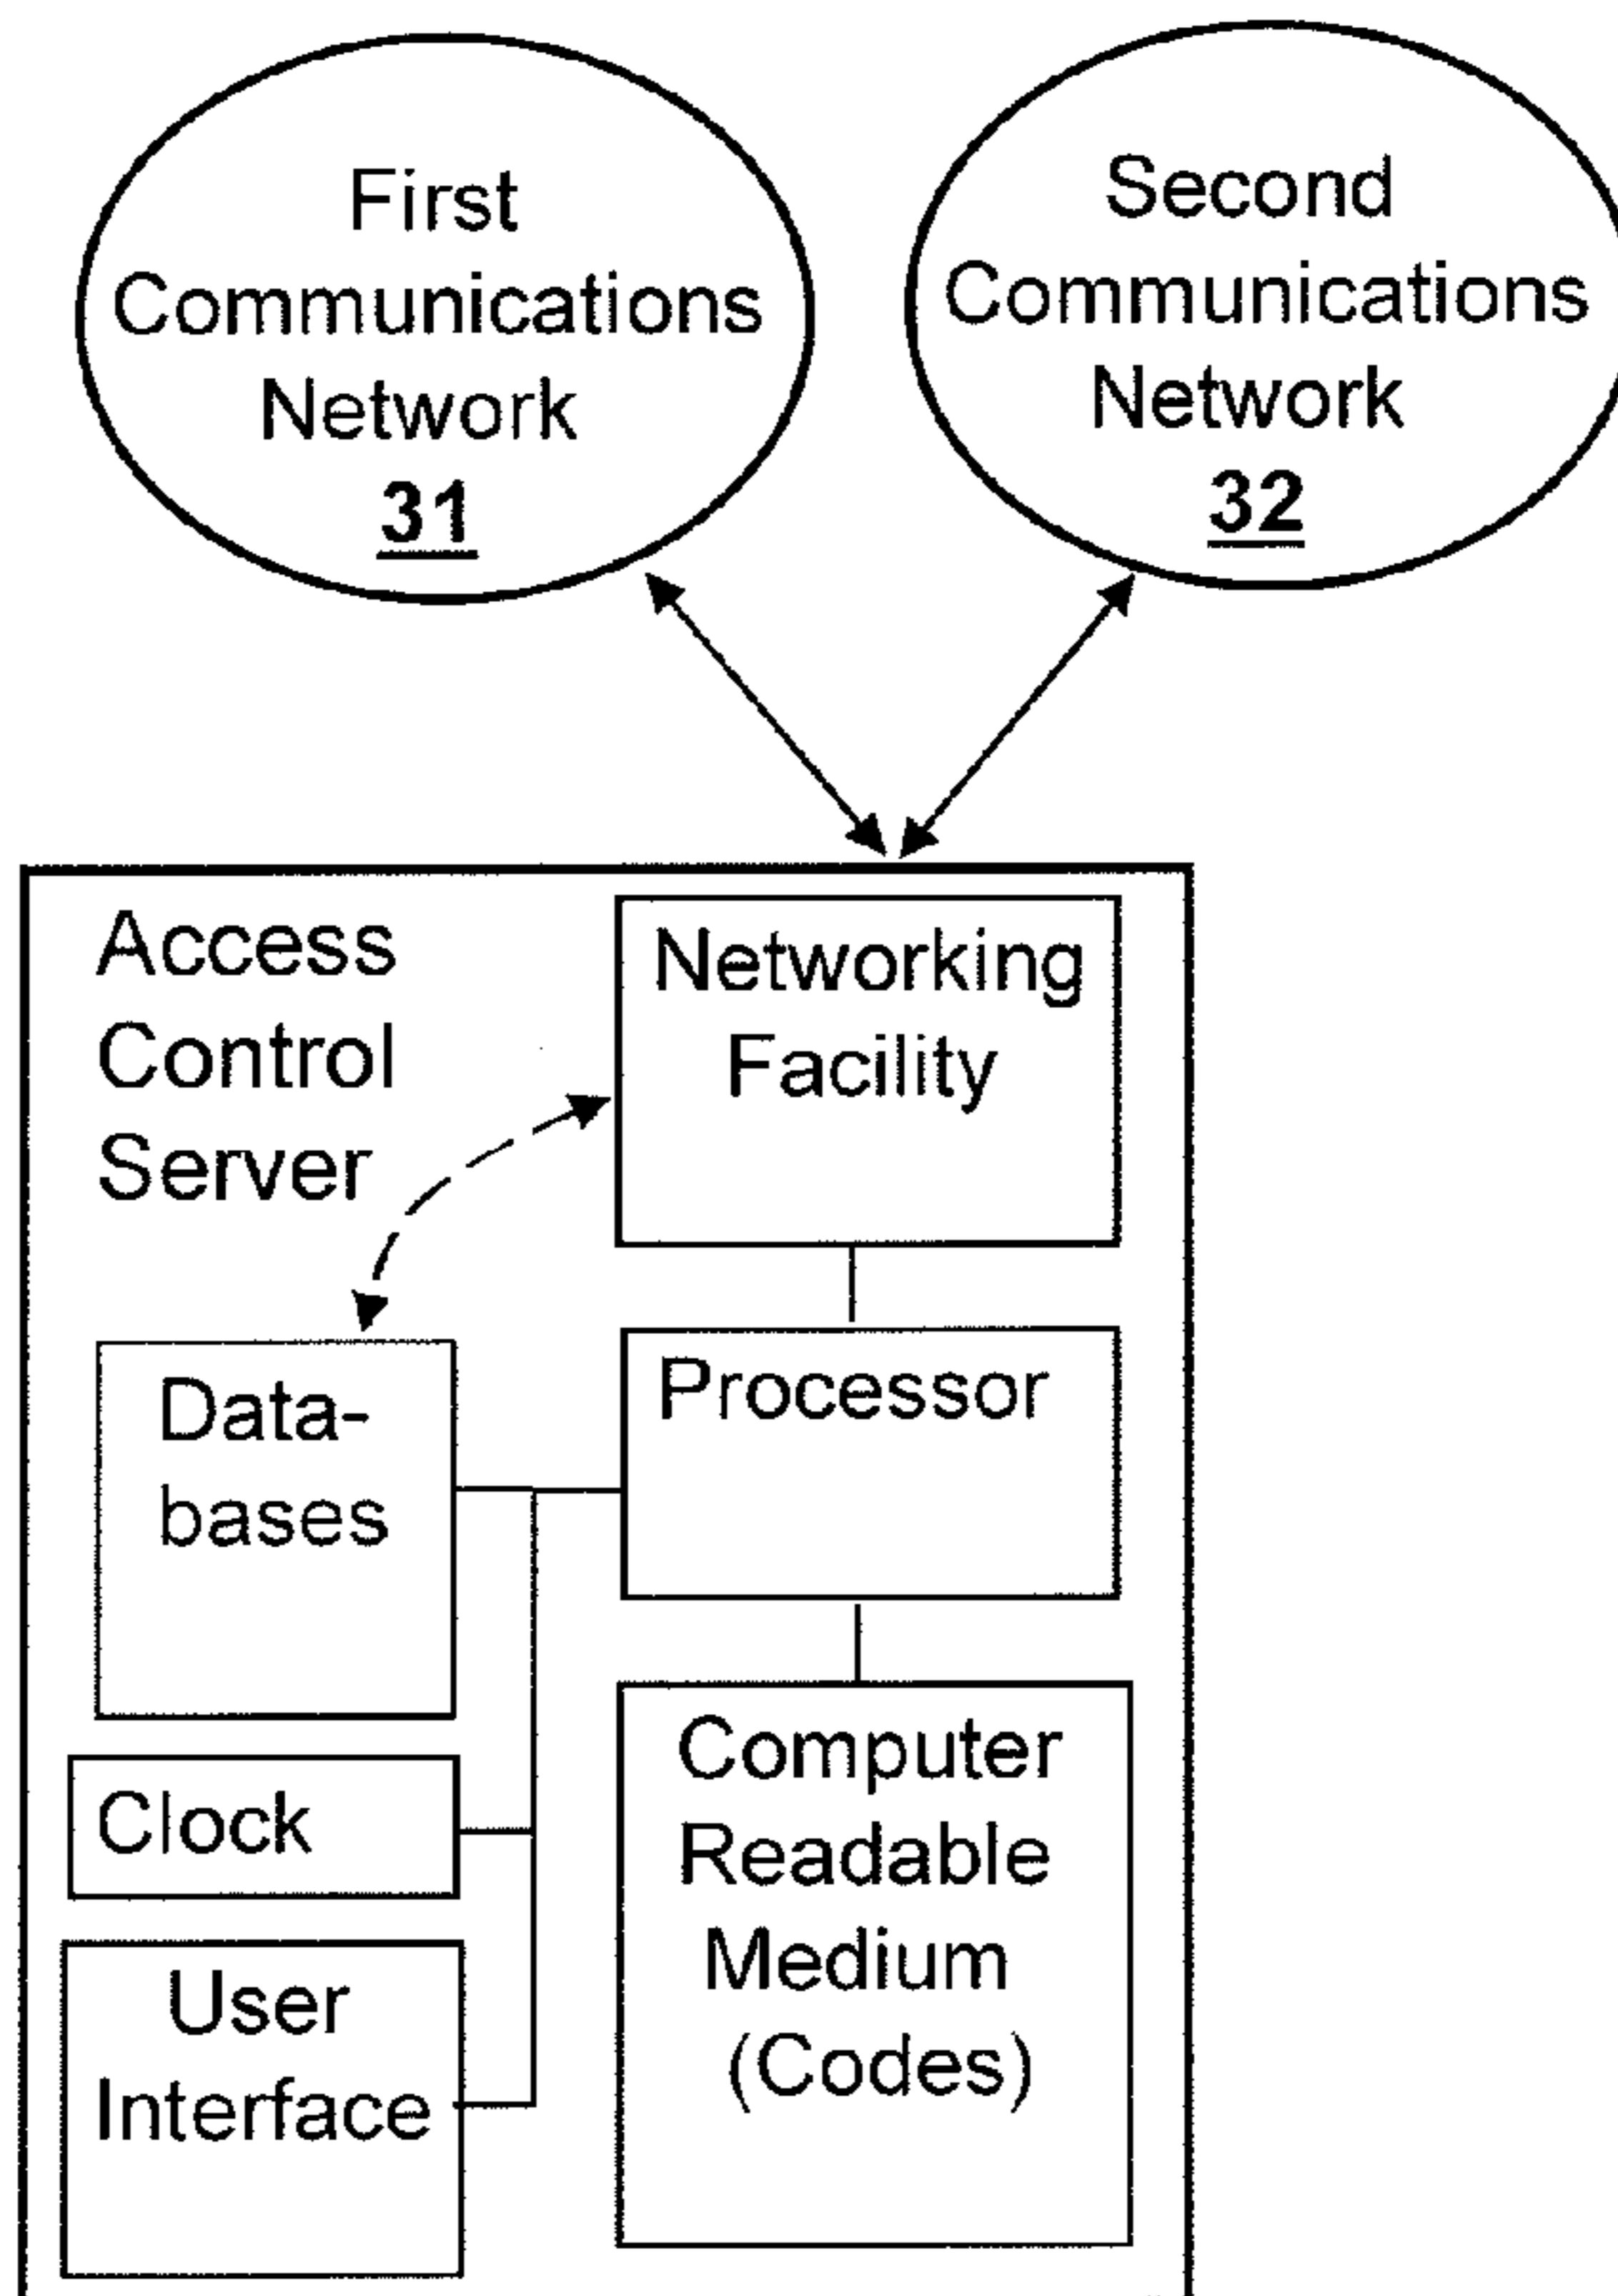 First
Communications
Network
31
Second
Communications
Network
32
Access
Control
Server
Networking
Facility
Data-
bases
Processor
Clock
Computer
Readable
Medium
(Codes)
User
Interface